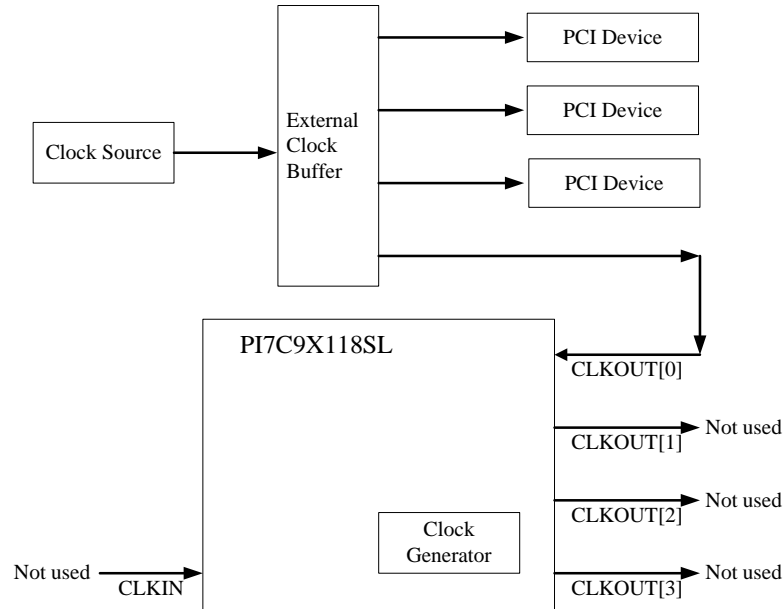 PCI Device
PCI Device
Clock Source
External
Clock
Buffer
PCI Device
PI7C9X118SL
CLKOUT[0]
Not used
CLKOUT[1]
Not used
CLKOUT[2]
Clock
Generator
Not used
CLKIN
Not used
CLKOUT[3]